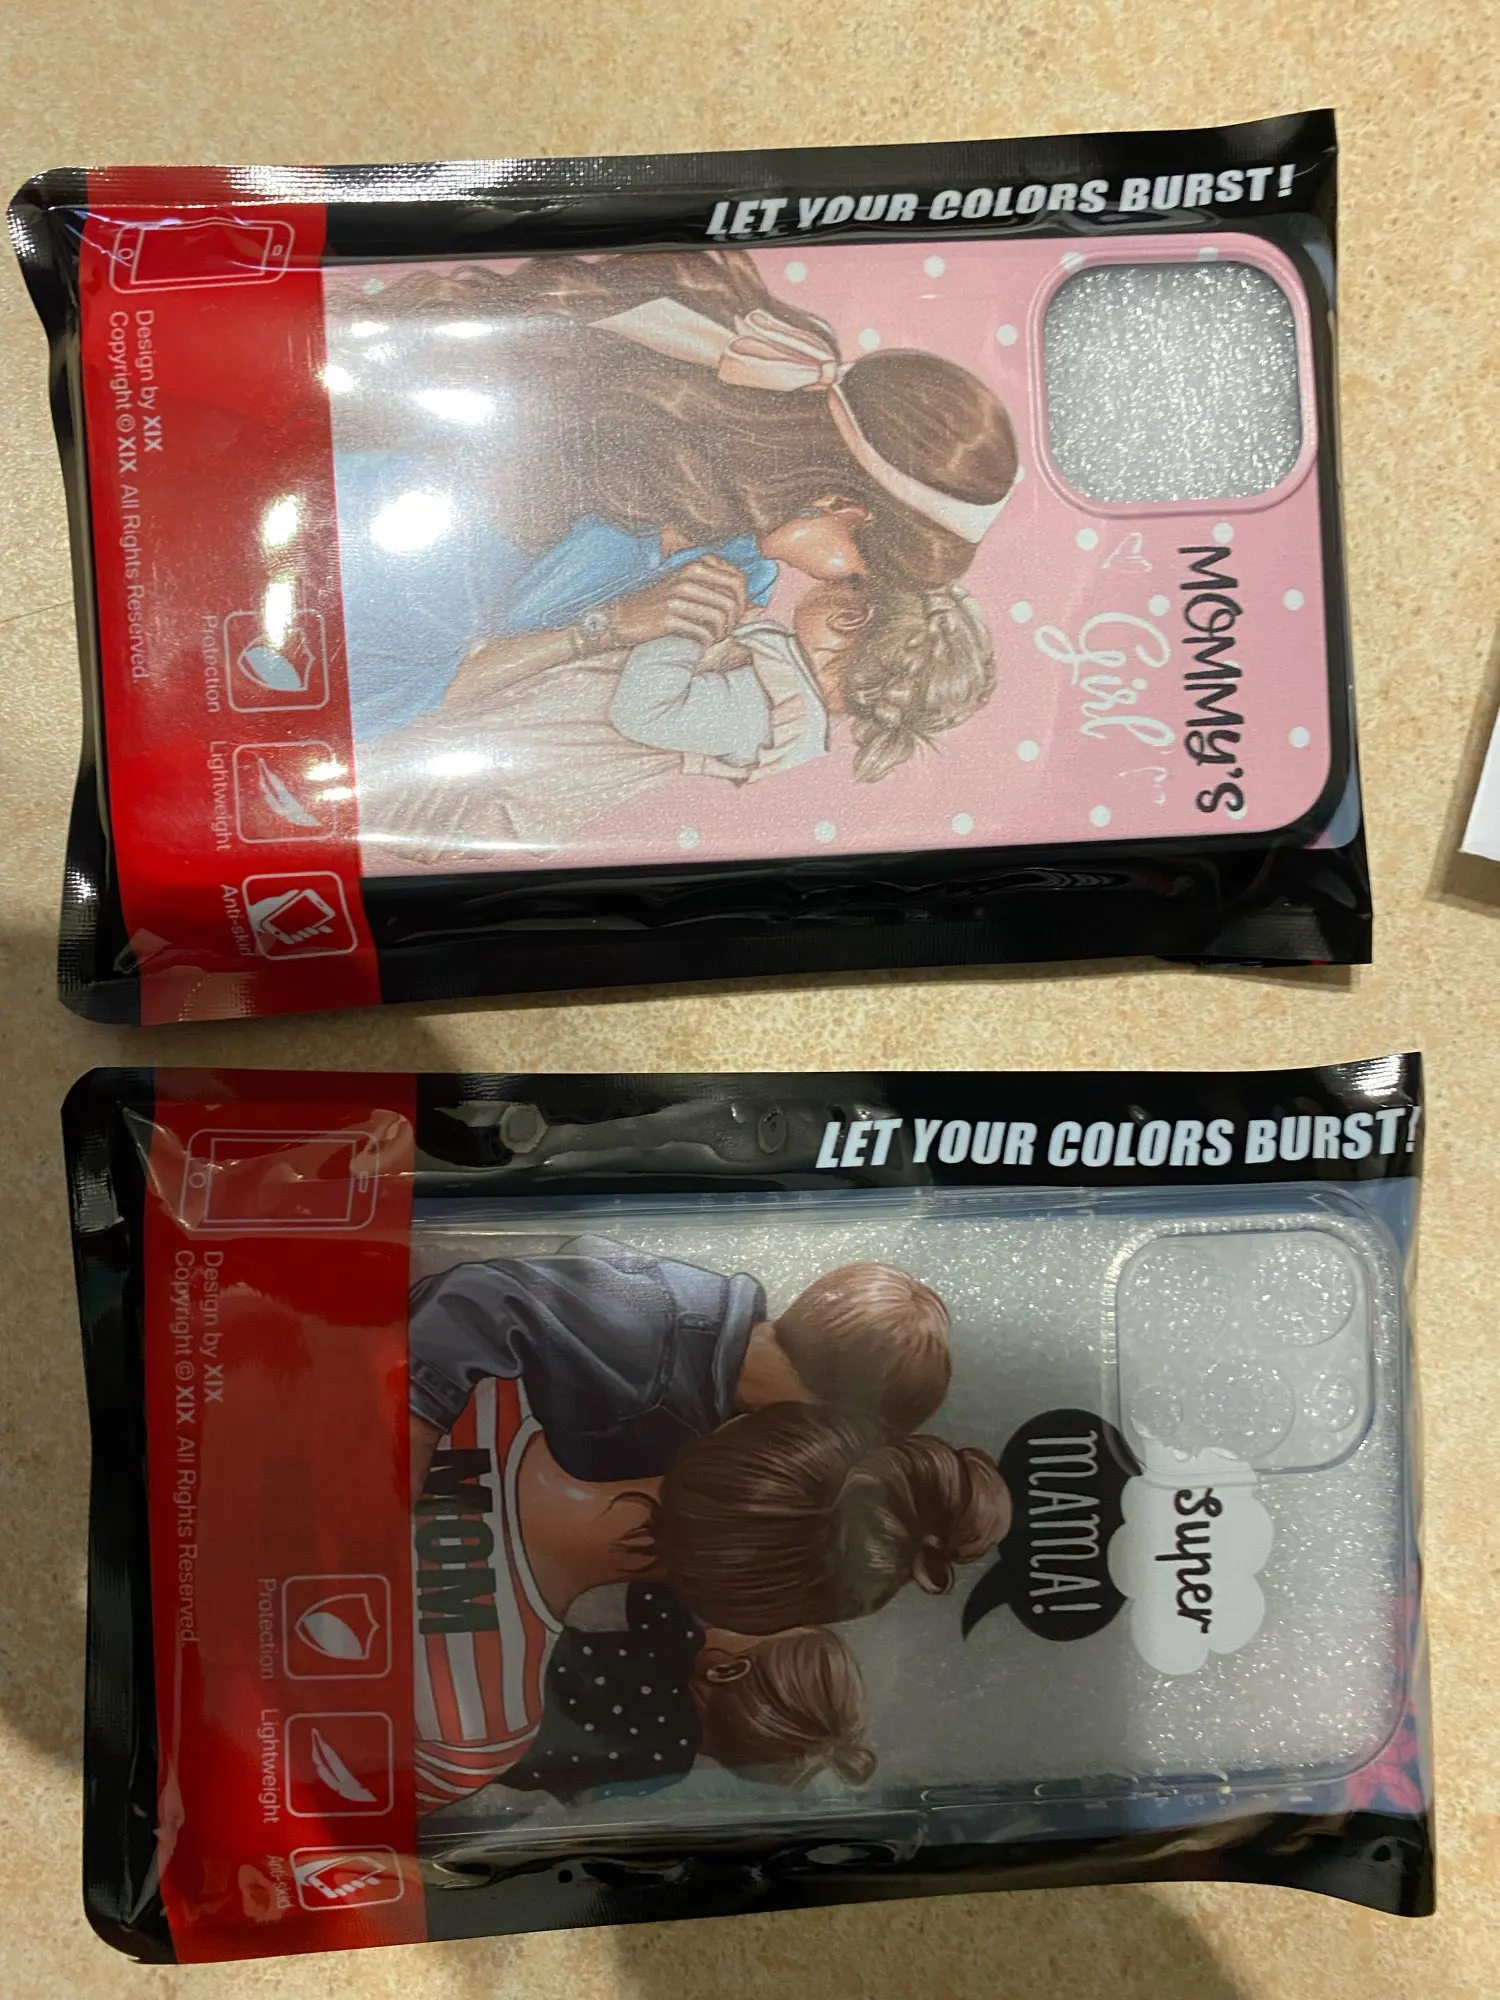 LET YOUR COLORS BURST!
MOMMY'S
Girl
Design by XIX
Copyright © XIX All Rights Reserved
Protection
Lightweight
Anti-skid
LET YOUR COLORS BURST!
Super
MAMA!
MOM
Design by XIX
Copyright © XIX All Rights Reserved
Protection
Lightweight
Anti-skid